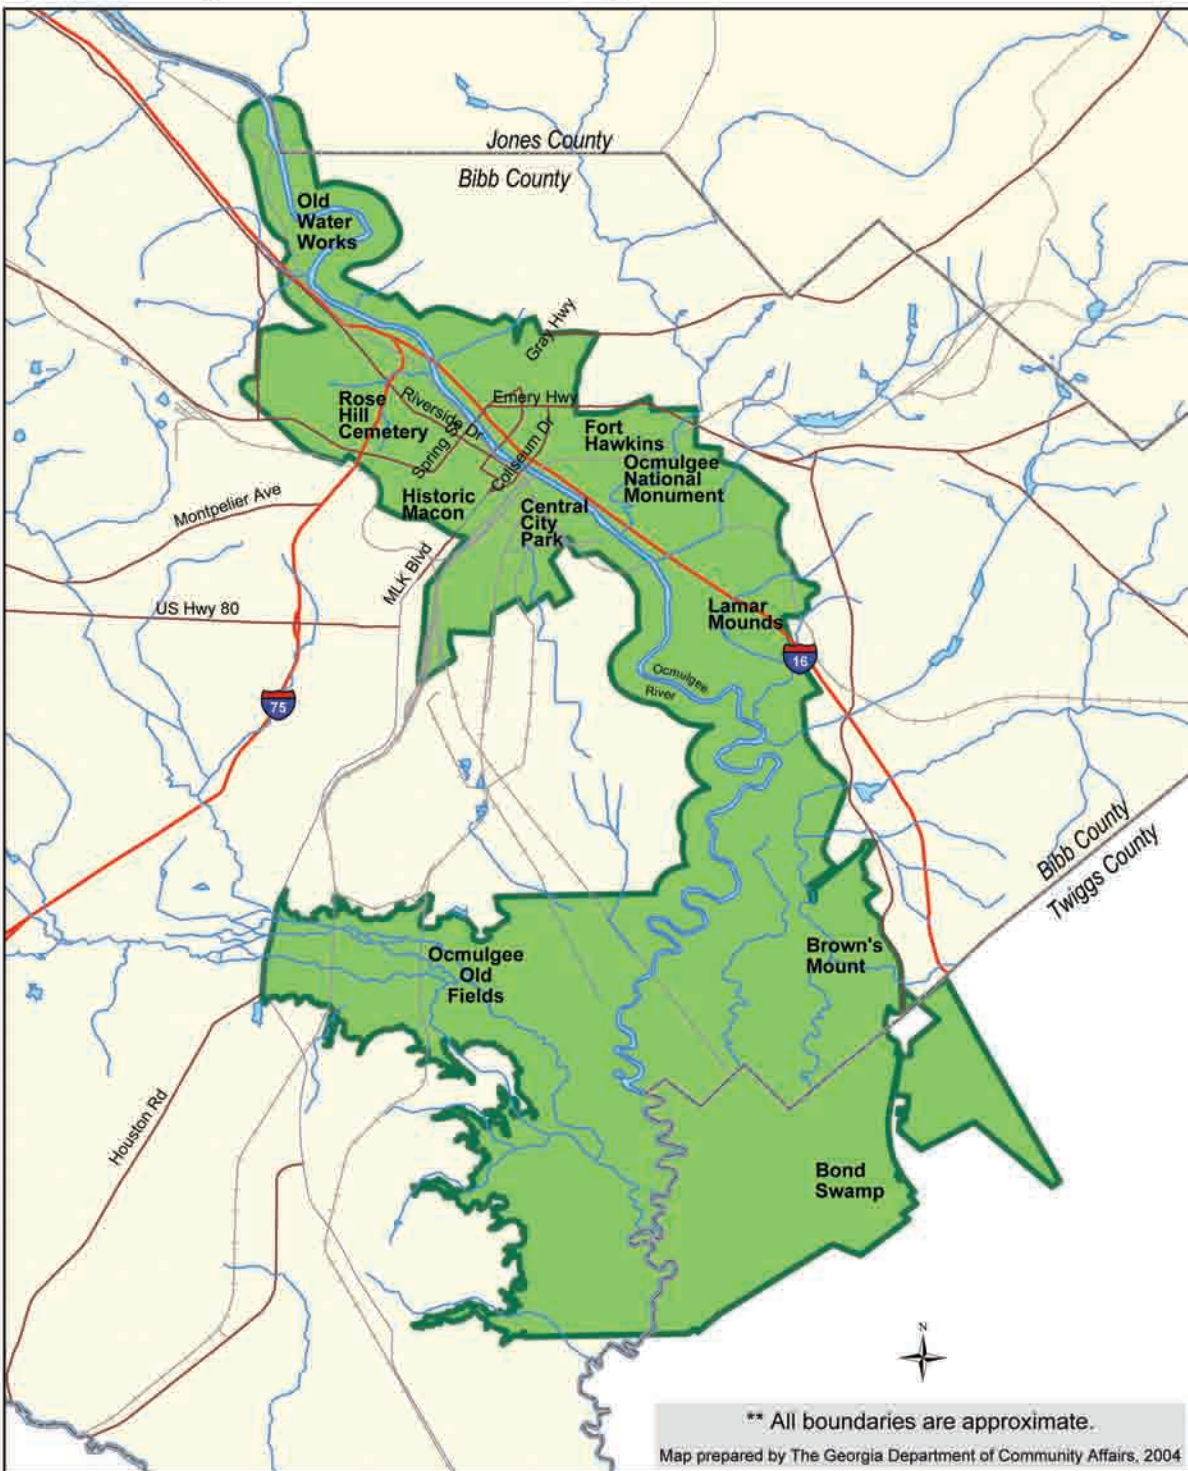 Jones County
Bibb County
Old
Water
Works
Gray Hwy
Emery Hwy
Rose
Hill
Cemetery
Riverside Dr
Spring S
Coliseum Dr
Fort
Hawkins
Ocmulgee
National
Monument
Historic
Macon
Central
City
Park
Montpelier Ave
MLK Blvd
US Hwy 80
Lamar
Mounds
16
Ocmulgee
River
75
Bibb County
Twiggs County
Ocmulgee
Old
Fields
Brown's
Mount
Houston Rd
Bond
Swamp
N
** All boundaries are approximate.
Map prepared by The Georgia Department of Community Affairs, 2004